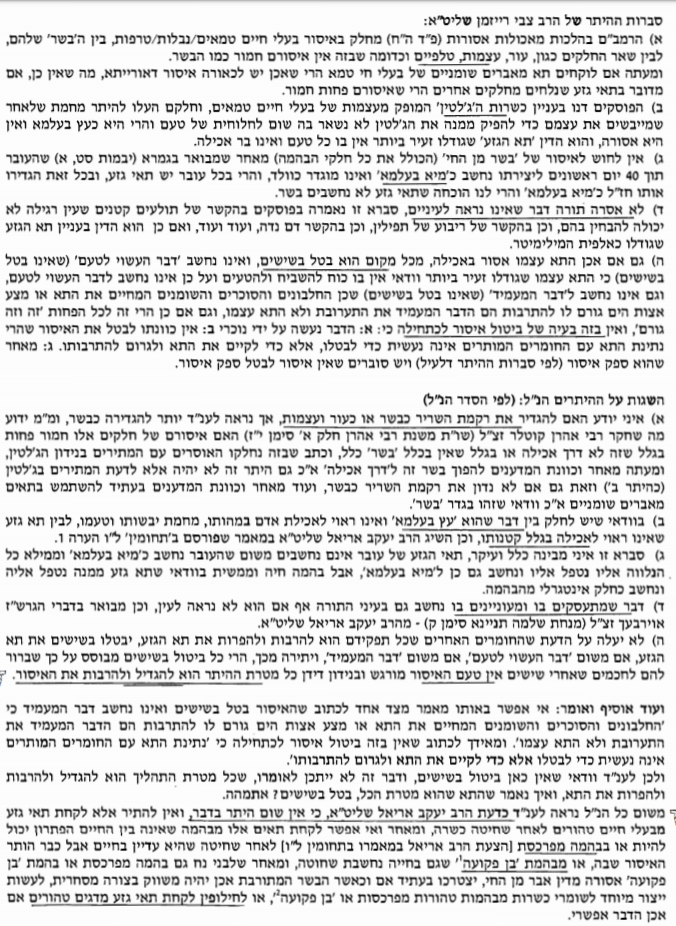 סברות ההיתר של הרב צבי רייזמן שליט"א:
א) הרמב"ם בהלכות מאכולות אסורות (פ"ד ה"ח) מחלק באיסור בעלי חיים טמאים/נבלות/טרפות, בין ה'בשר' שלהם,
לבין שאר החלקים כגון, עור, עצמות, טלפיים וכדומה שבזה אין איסורם חמור כמו הבשר.
ומעתה אם לוקחים תא מאברים שומניים של בעלי חיי טמא הרי שאכן יש לכאורה איסור דאורייתא, מה שאין כן, אם
מדובר בתאי גזע שנלחים מחלקים אחרים הרי שאיסורם פחות חמור.
ב) הפוסקים דנו בעניין כשרות ה'ג'לטין' המופק מעצמות של בעלי חיים טמאים, וחלקם העלו להיתר מחמת שלאחר
שמייבשים את עצמם כדי להפיק ממנה את הג'לטין לא נשאר בה שום לחלוחית של טעם והרי היא כעץ בעלמא ואין
היא אסורה, והוא הדין 'תא הגזע' שגודלו זעיר ביותר אין בו כל טעם ואינו בר אכילה.
ג) אין לחוש לאיסור של 'בשר מן החי' (הכולל את כל חלקי הבהמה) מאחר שמבואר בגמרא (יבמות סט, א) שהעובר
תוך 40 יום ראשונים ליצירתו נחשב כ'מיא בעלמא' ואינו מוגדר כוולד, והרי בכל עובר יש תאי גזע, ובכל זאת הגדירו
אותו חז"ל כ'מיא בעלמא' והרי לנו הוכחה שתאי גזע לא נחשבים בשר.
ד) לא אסרה תורה דבר שאינו נראה לעיניים, סברא זו נאמרה בפוסקים בהקשר של תולעים קטנים שעין רגילה לא
יכולה להבחין בהם, וכן בהקשר של ריבוע של תפילין, וכן בהקשר דם נדה, ועוד ועוד, ואם כן הוא הדין בעניין תא הגזע
שגודלו כאלפית המילימיטר.
ה) גם אם אכן התא עצמו אסור באכילה, מכל מקום הוא בטל בשישים, ואינו נחשב 'דבר העשוי לטעם' (שאינו בטל
בשישים) כי התא עצמו שגודלו זעיר ביותר וודאי אין בו כוח להשביח ולהטעים ועל כן אינו נחשב לדבר העשוי לטעם,
וגם אינו נחשב ל'דבר המעמיד' (שאינו בטל בשישים) שכן החלבונים והסוכרים והשומנים המחיים את התא או מצע
אצות הים גורם לו להתרבות הם הדבר המעמיד את התערובת ולא התא עצמו, וגם אם כן הרי זה לכל הפחות 'זה וזה
גורם', ואין בזה בעיה של ביטול איסור לכתחילה כי: א: הדבר נעשה על ידי נוכרי ב: אין כוונתו לבטל את האיסור שהרי
נתינת התא עם החומרים המותרים אינה נעשית כדי לבטלו, אלא כדי לקיים את התא ולגרום להתרבותו. ג: מאחר
שהוא ספק איסור (לפי סברות ההיתר דלעיל) ויש סוברים שאין איסור לבטל ספק איסור.
השגות על ההיתרים הנ"ל: (לפי הסדר הנ"ל)
א) איני יודע האם להגדיר את רקמת השריר כבשר או כעור ועצמות, אך נראה לענ"ד יותר להגדירה כבשר, ומ"מ ידוע
מה שחקר רבי אהרן קוטלר זצ"ל (שו"ת משנת רבי אהרן חלק א' סימן י"ז) האם איסורם של חלקים אלו חמור פחות
בגלל שזה לא דרך אכילה או בגלל שאין בכלל 'בשר' כלל, וכתב שבזה נחלקו האוסרים עם המתירים בנידון הג'לטין,
ומעתה מאחר וכוונת המדענים להפוך בשר זה ל'דרך אכילה' א"כ גם היתר זה לא יהיה אלא לדעת המתירים בג'לטין
(כהיתר ב') וזאת גם אם לא נדון את רקמת השריר כבשר, ועוד מאחר וכוונת המדענים בעתיד להשתמש בתאים
מאברים שומניים א"כ וודאי שזהו בגדר 'בשר'.
ב) בוודאי שיש לחלק בין דבר שהוא 'עץ בעלמא' ואינו ראוי לאכילת אדם במהותו, מחמת יבשותו וטעמו, לבין תא גזע
שאינו ראוי לאכילה בגלל קטנותו, וכן השיג הרב יעקב אריאל שליט"א במאמר שפורסם ב'תחומין' ל"ו הערה 1.
ג) סברא זו איני מבינה כלל ועיקר, תאי הגזע של עובר אינם נחשבים משום שהעובר נחשב כ'מיא בעלמא' וממילא כל
הנלווה אליו נטפל אליו ונחשב גם כן ל'מיא בעלמא', אבל בהמה חיה וממשית בוודאי שתא גזע ממנה נטפל אליה
ונחשב כחלק אינטגרלי מהבהמה.
ד) דבר שמתעסקים בו ומעוניינים בו נחשב גם בעיני התורה אף אם הוא לא נראה לעין, וכן מבואר בדברי הגרש"ז
אוירבעך זצ"ל (מנחת שלמה תניינא סימן ק) - מהרב יעקב אריאל שליט"א.
ה) לא יעלה על הדעת שהחומרים האחרים שכל תפקידם הוא להרבות ולהפרות את תא הגזע, יבטלו בשישים את תא
הגזע, אם משום 'דבר העשוי לטעם', אם משום 'דבר המעמיד', ויתירה מכך, הרי כל ביטול בשישים מבוסס על כך שברור
להם לחכמים שאחרי שישים אין טעם האיסור מורגש ובנידון דידן כל מטרת ההיתר הוא להגדיל ולהרבות את האיסור.
ועוד אוסיף ואומר: אי אפשר באותו מאמר מצד אחד לכתוב שהאיסור בטל בשישים ואינו נחשב דבר המעמיד כי
'החלבונים והסוכרים והשומנים המחיים את התא או מצע אצות הים גורם לו להתרבות הם הדבר המעמיד את
התערובת ולא התא עצמו'. ומאידך לכתוב שאין בזה ביטול איסור לכתחילה כי 'נתינת התא עם החומרים המותרים
אינה נעשית כדי לבטלו אלא כדי לקיים את התא ולגרום להתרבותו'.
ולכן לענ"ד וודאי שאין כאן ביטול בשישים, ודבר זה לא ייתכן לאומרו, שכל מטרת התהליך הוא להגדיל ולהרבות
ולהפרות את התא, ואיך נאמר שהתא שהוא מטרת הכל, בטל בשישים? אתמהה.
משום כל הנ"ל נראה לענ"ד כדעת הרב יעקב אריאל שליט"א, כי אין שום היתר בדבר, ואין להתיר אלא לקחת תאי גזע
מבעלי חיים טהורים לאחר שחיטה כשרה, ומאחר ואי אפשר לקחת תאים אלו מבהמה שאינה בין החיים הפתרון יכול
להיות או בבהמה מפרכסת [הצעת הרב אריאל במאמרו בתחומין ל"ו] לאחר שחיטה שהיא עדיין בחיים אבל כבר הותר
האיסור שבה, או מבהמת 'בן פקועה'¹ שגם בחייה נחשבת שחוטה, ומאחר שלבני נח גם בהמה מפרכסת או בהמת 'בן
פקועה' אסורה מדין אבר מן החי, יצטרכו בעתיד אם וכאשר הבשר המתורבת אכן יהיה משווק בצורה מסחרית, לעשות
ייצור מיוחד לשומרי כשרות מבהמות טהורות מפרכסות או 'בן פקועה'², או לחילופין לקחת תאי גזע מדגים טהורים אם
אכן הדבר אפשרי.